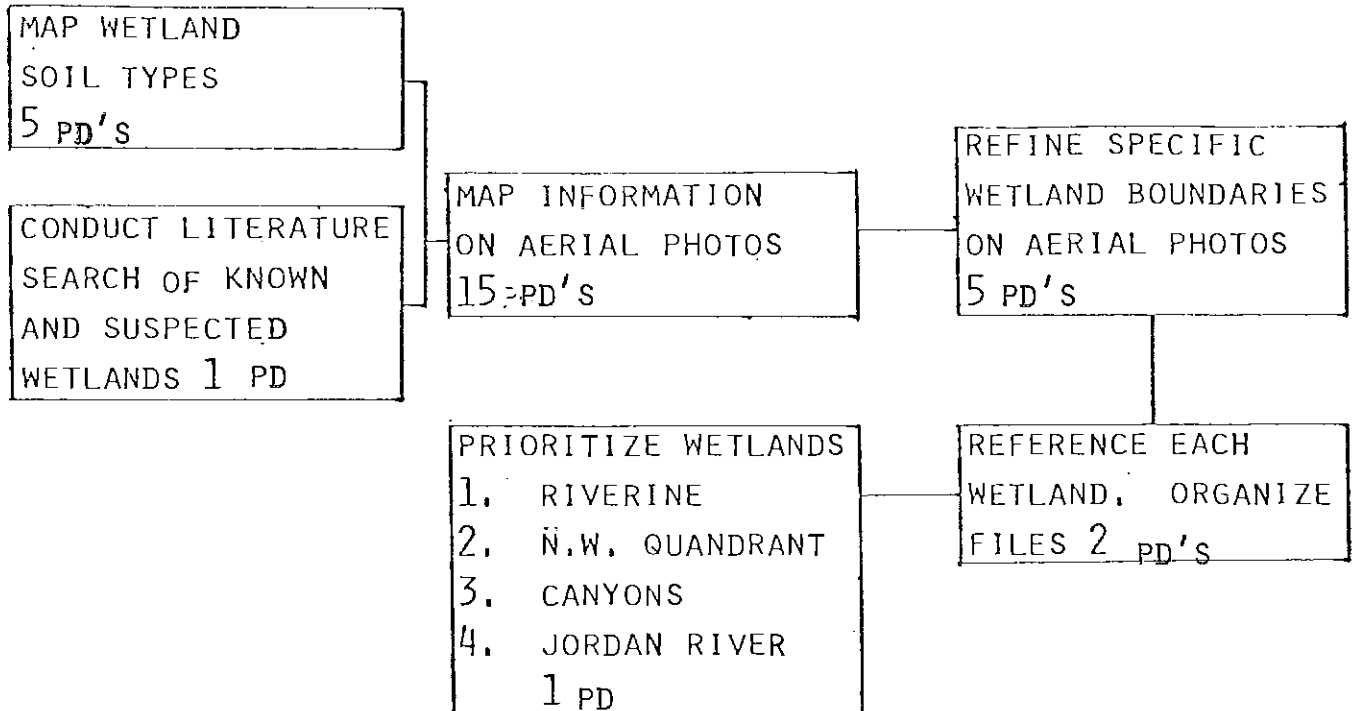 MAP WETLAND
SOIL TYPES
5 PD'S
CONDUCT LITERATURE
SEARCH OF KNOWN
AND SUSPECTED
WETLANDS 1 PD
MAP INFORMATION
ON AERIAL PHOTOS
15 PD'S
REFINE SPECIFIC
WETLAND BOUNDARIES
ON AERIAL PHOTOS
5 PD'S
REFERENCE EACH
WETLAND. ORGANIZE
FILES 2 PD'S
PRIORITIZE WETLANDS
1. RIVERINE
2. N.W. QUANDRANT
3. CANYONS
4. JORDAN RIVER
1 PD